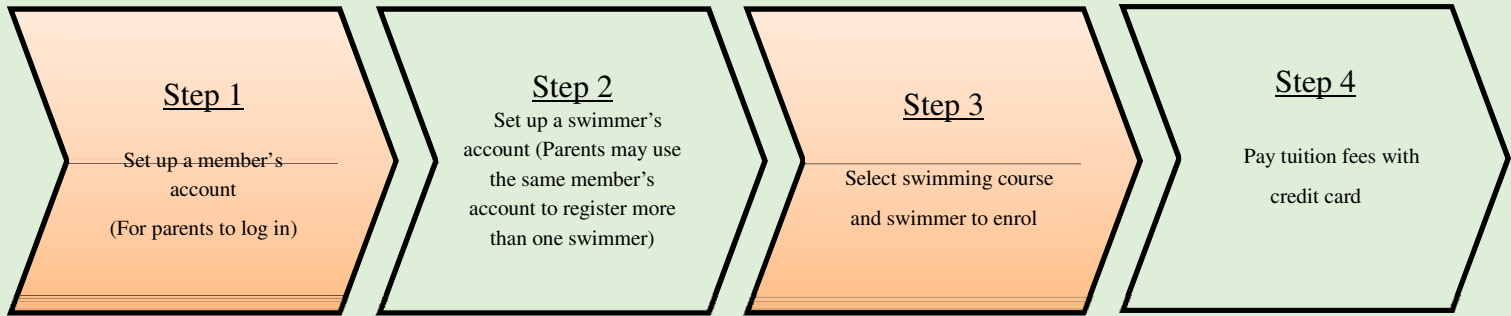 Step 1
Set up a member’s
account
(For parents to log in)
Step 2
Set up a swimmer’s
account (Parents may use
the same member’s
account to register more
than one swimmer)
Step 3
Select swimming course
and swimmer to enrol
Step 4
Pay tuition fees with
credit card